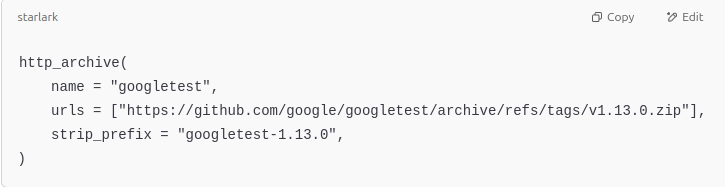 starlark
Copy
Edit
http_archive(
    name = "googletest",
    urls = ["https://github.com/google/googletest/archive/refs/tags/v1.13.0.zip"],
    strip_prefix = "googletest-1.13.0",
)